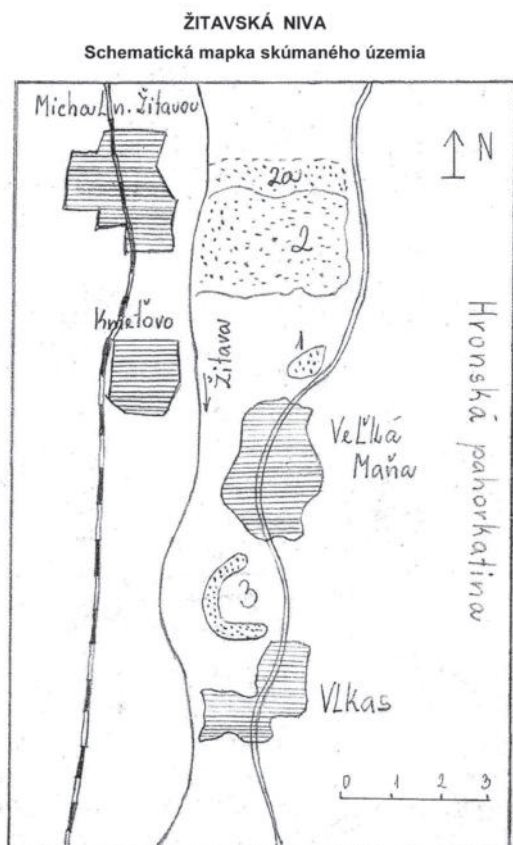 ŽITAVSKÁ NIVA
Schematická mapka skúmaného územia
Michal n. Žitavou
N
2a
2
Kmeťovo
1
Žitava
Veľká
Maňa
Hronská pahorkatina
3
Vlkas
0 1 2 3